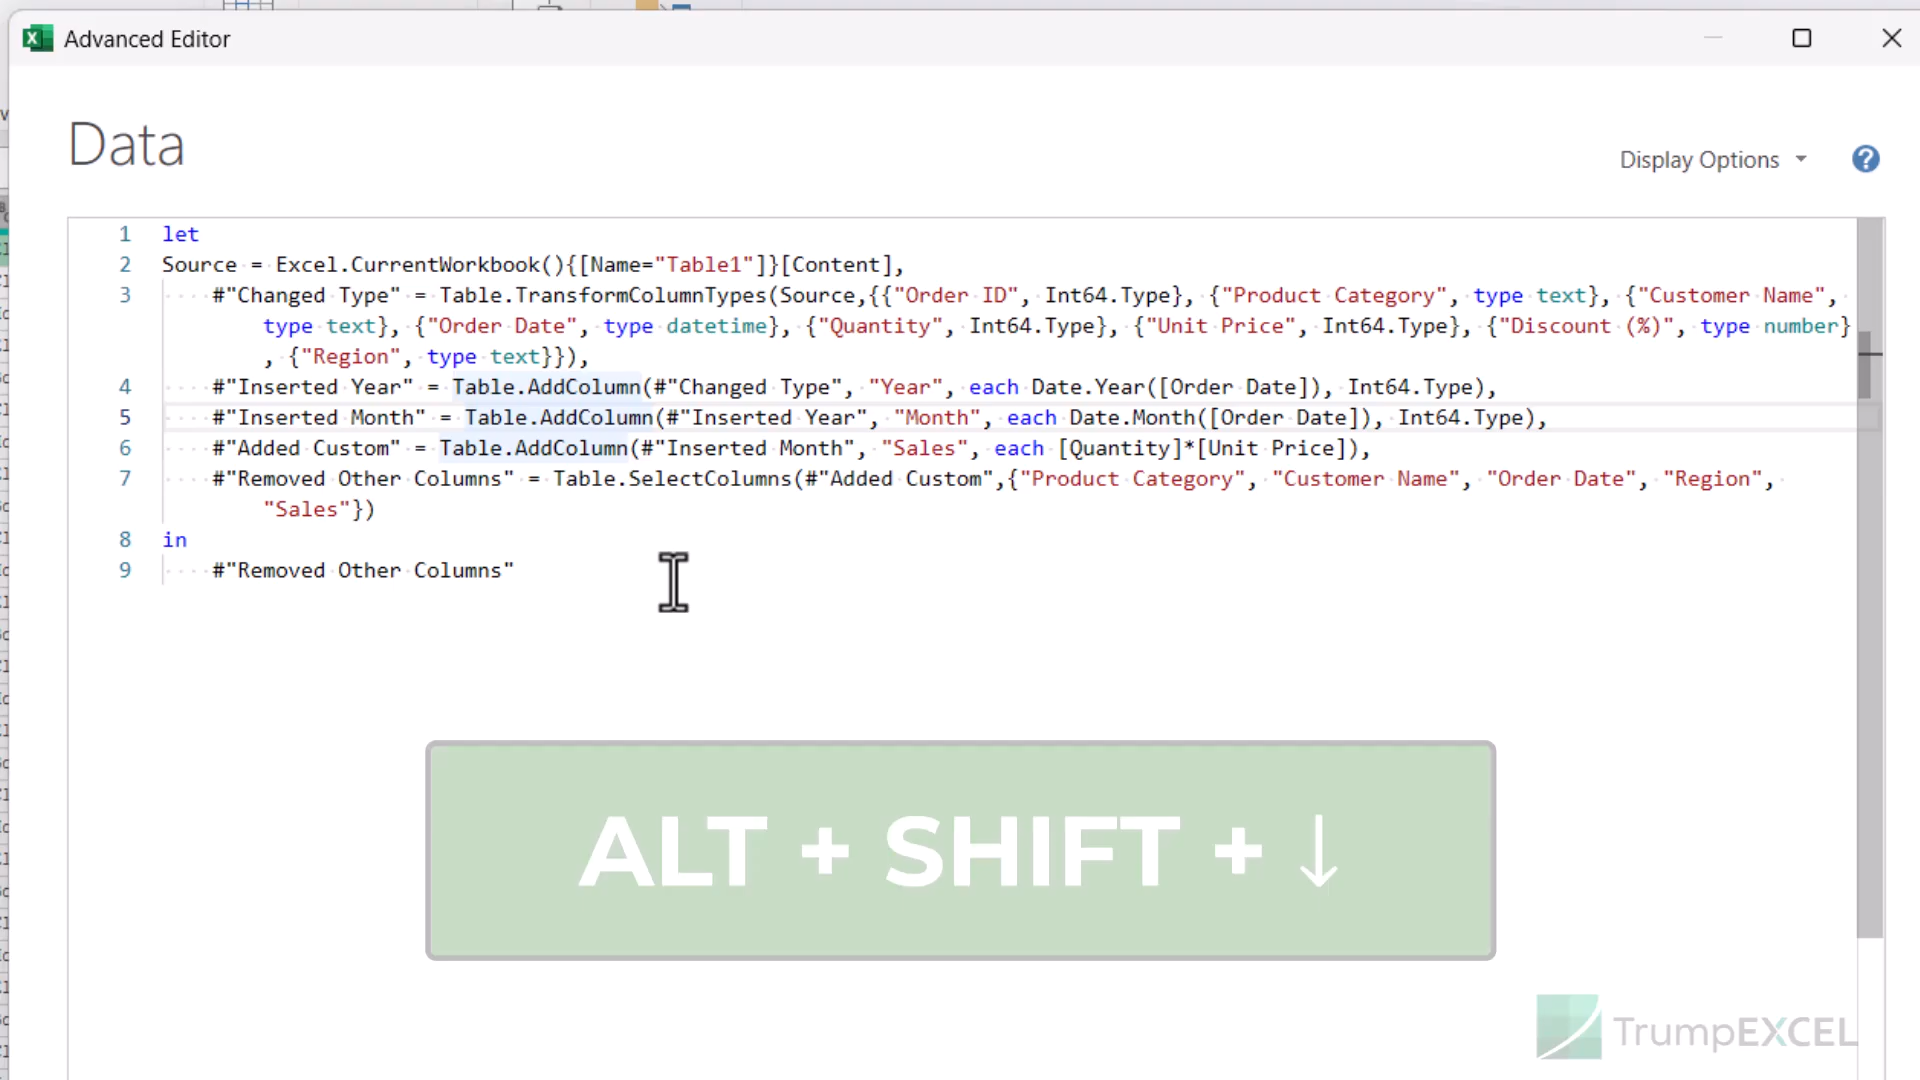 Advanced Editor
Data
Display Options
?
1 let
2 Source = Excel.CurrentWorkbook(){[Name="Table1"]}[Content],
3 #"Changed Type" = Table.TransformColumnTypes(Source,{{"Order ID", Int64.Type}, {"Product Category", type text}, {"Customer Name",
type text}, {"Order Date", type datetime}, {"Quantity", Int64.Type}, {"Unit Price", Int64.Type}, {"Discount (%)", type number}
, {"Region", type text}}),
4 #"Inserted Year" = Table.AddColumn(#"Changed Type", "Year", each Date.Year([Order Date]), Int64.Type),
5 #"Inserted Month" = Table.AddColumn(#"Inserted Year", "Month", each Date.Month([Order Date]), Int64.Type),
6 #"Added Custom" = Table.AddColumn(#"Inserted Month", "Sales", each [Quantity]*[Unit Price]),
7 #"Removed Other Columns" = Table.SelectColumns(#"Added Custom",{"Product Category", "Customer Name", "Order Date", "Region",
"Sales"})
8 in
9 #"Removed Other Columns"
ALT + SHIFT + ↓
TrumpEXCEL